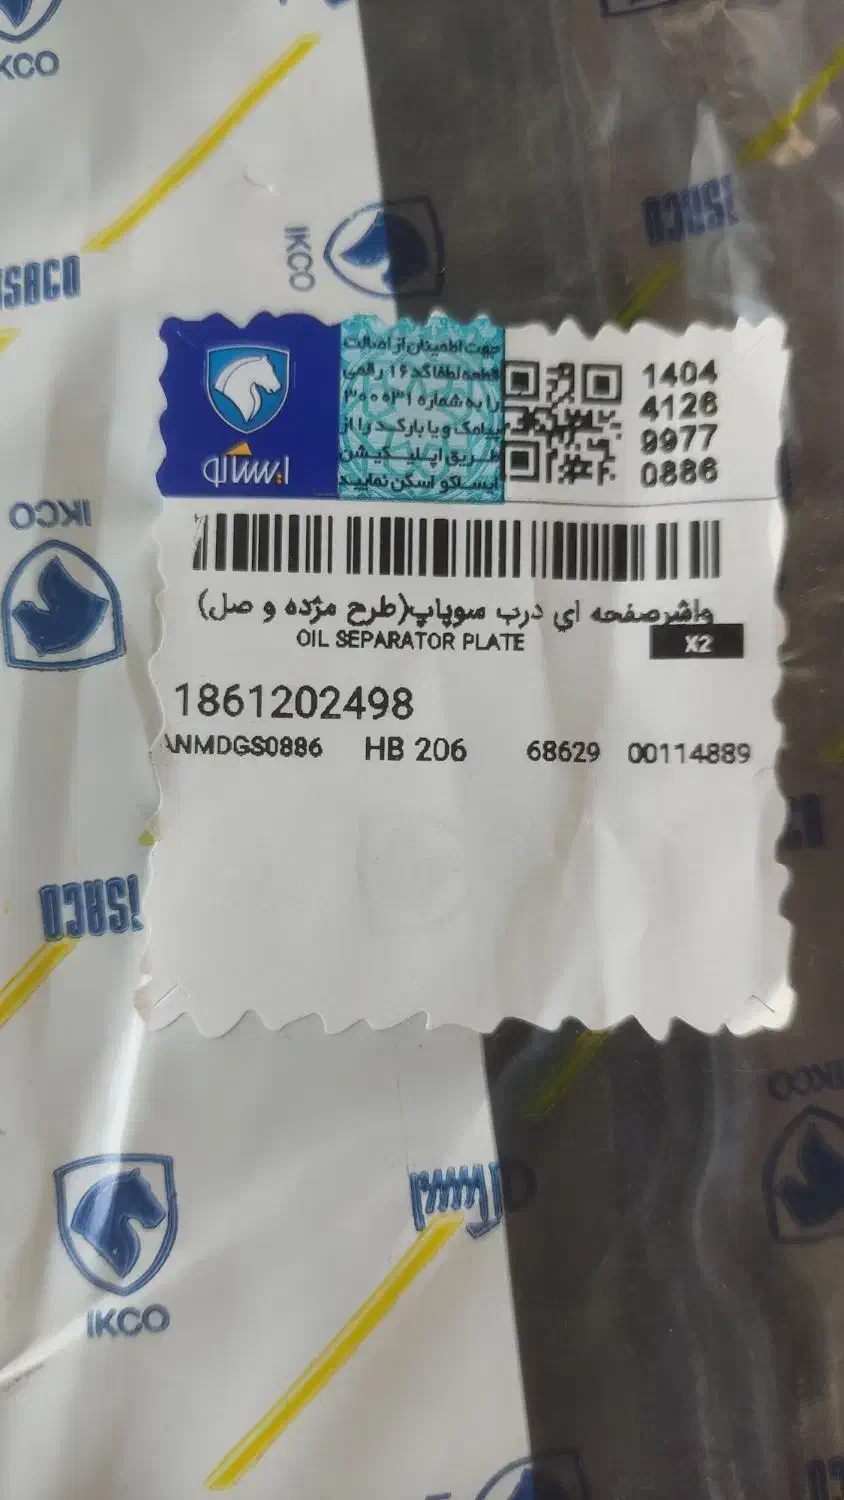 IKCO
ISACO
IKCO
ISACO
ایساکو
جهت اطمینان از اصالت
قطعه لطفا کد ۱۶ رقمی
را به شماره ۳۰۰۰۵۳۱
پیامک و یا بارکد را از
طریق اپلیکیشن
ایساکو اسکن نمایید
1404
4126
9977
0886
IKCO
واشرصفحه ای درب سوپاپ(طرح مژده و صل)
OIL SEPARATOR PLATE
X2
1861202498
ANMDGS0886 HB 206 68629 00114889
ISACO
IKCO
ایساکو
IKCO